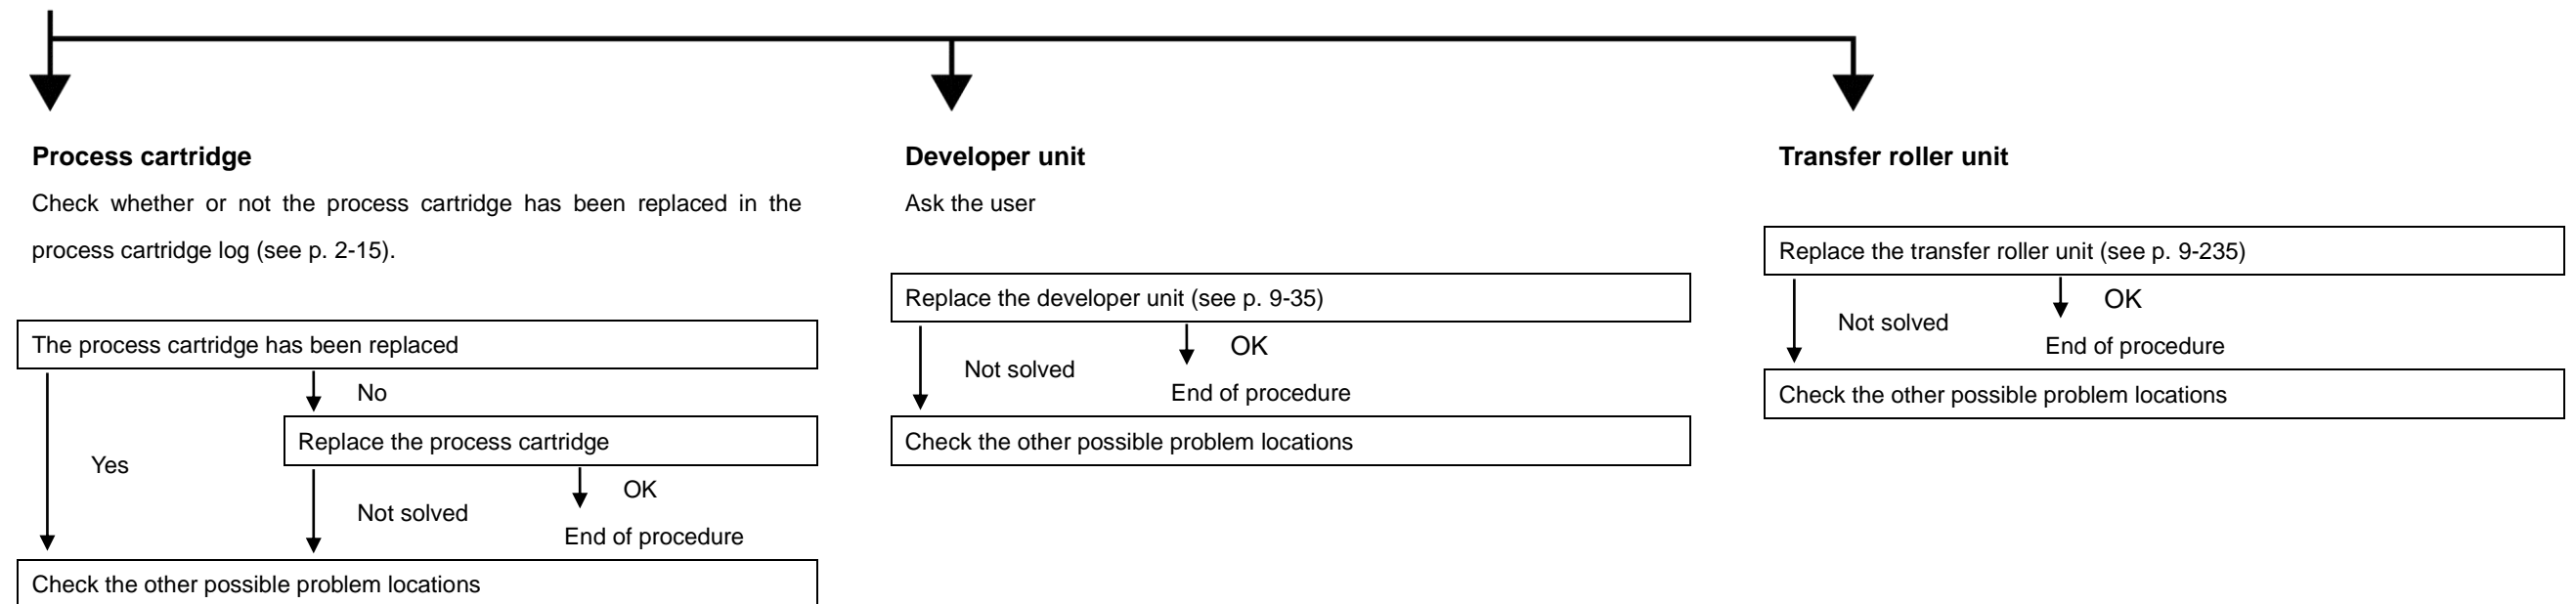 Process cartridge
Check whether or not the process cartridge has been replaced in the
process cartridge log (see p. 2-15).
The process cartridge has been replaced
No
Replace the process cartridge
Yes
OK
Not solved
End of procedure
Check the other possible problem locations
Developer unit
Ask the user
Replace the developer unit (see p. 9-35)
OK
Not solved
End of procedure
Check the other possible problem locations
Transfer roller unit
Replace the transfer roller unit (see p. 9-235)
OK
Not solved
End of procedure
Check the other possible problem locations